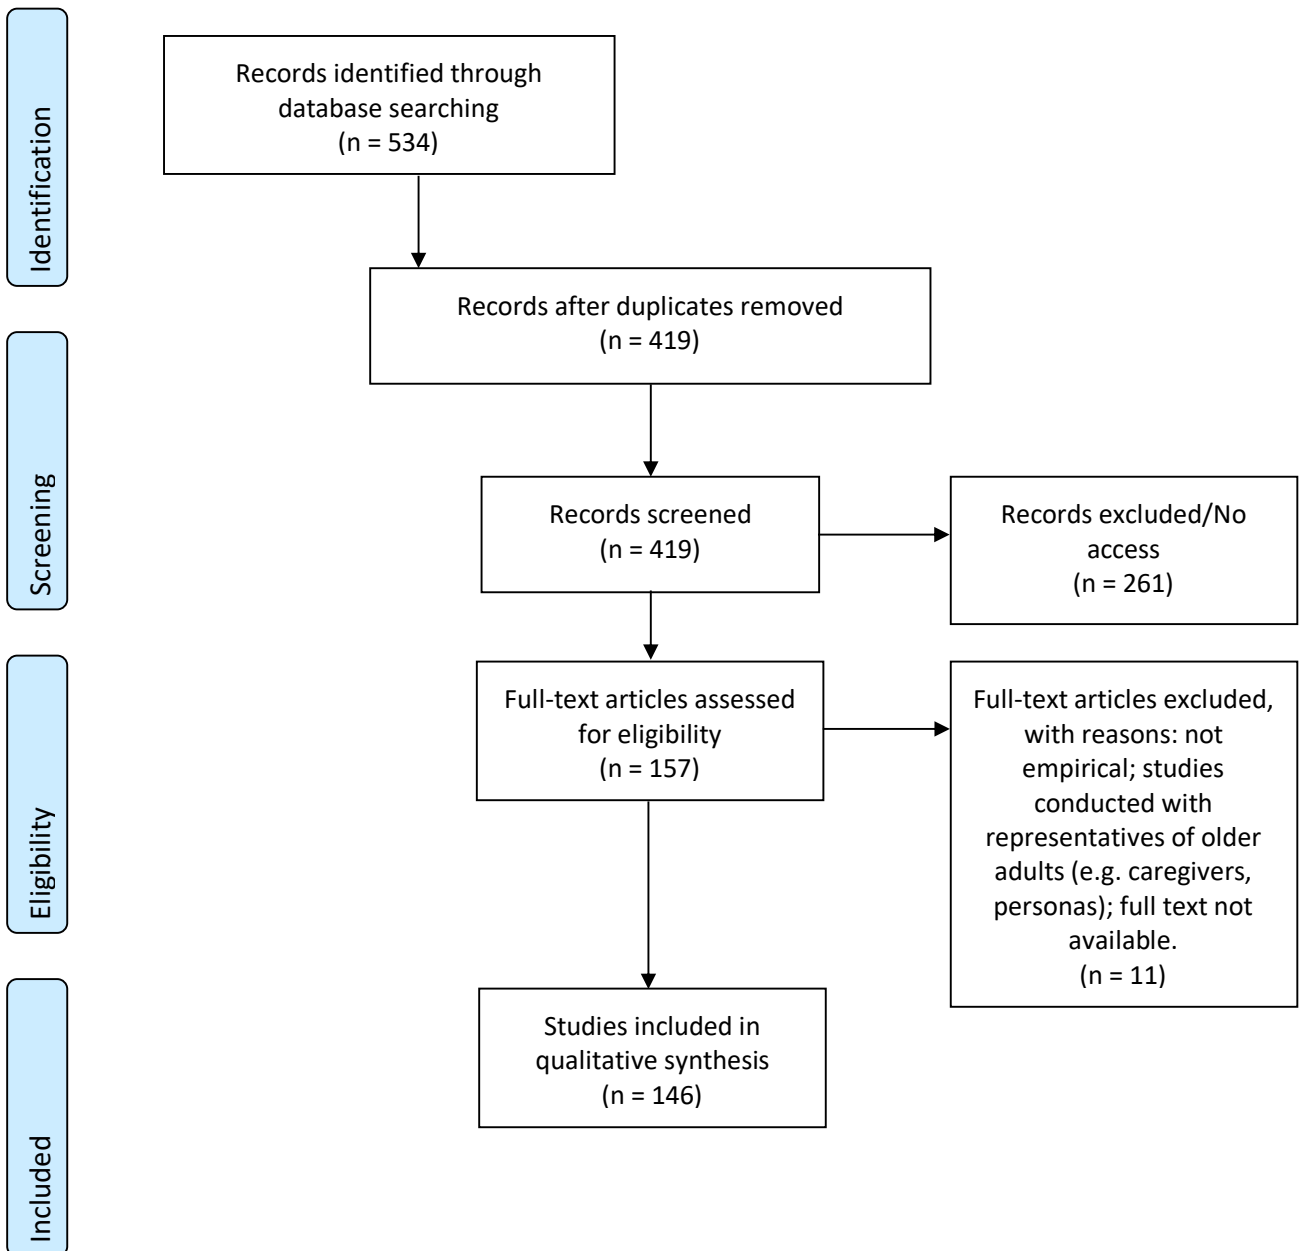 Identification
Records identified through
database searching
(n = 534)
Records after duplicates removed
(n = 419)
Screening
Records screened
(n = 419)
Records excluded/No
access
(n = 261)
Eligibility
Full-text articles assessed
for eligibility
(n = 157)
Full-text articles excluded,
with reasons: not
empirical; studies
conducted with
representatives of older
adults (e.g. caregivers,
personas); full text not
available.
(n = 11)
Included
Studies included in
qualitative synthesis
(n = 146)